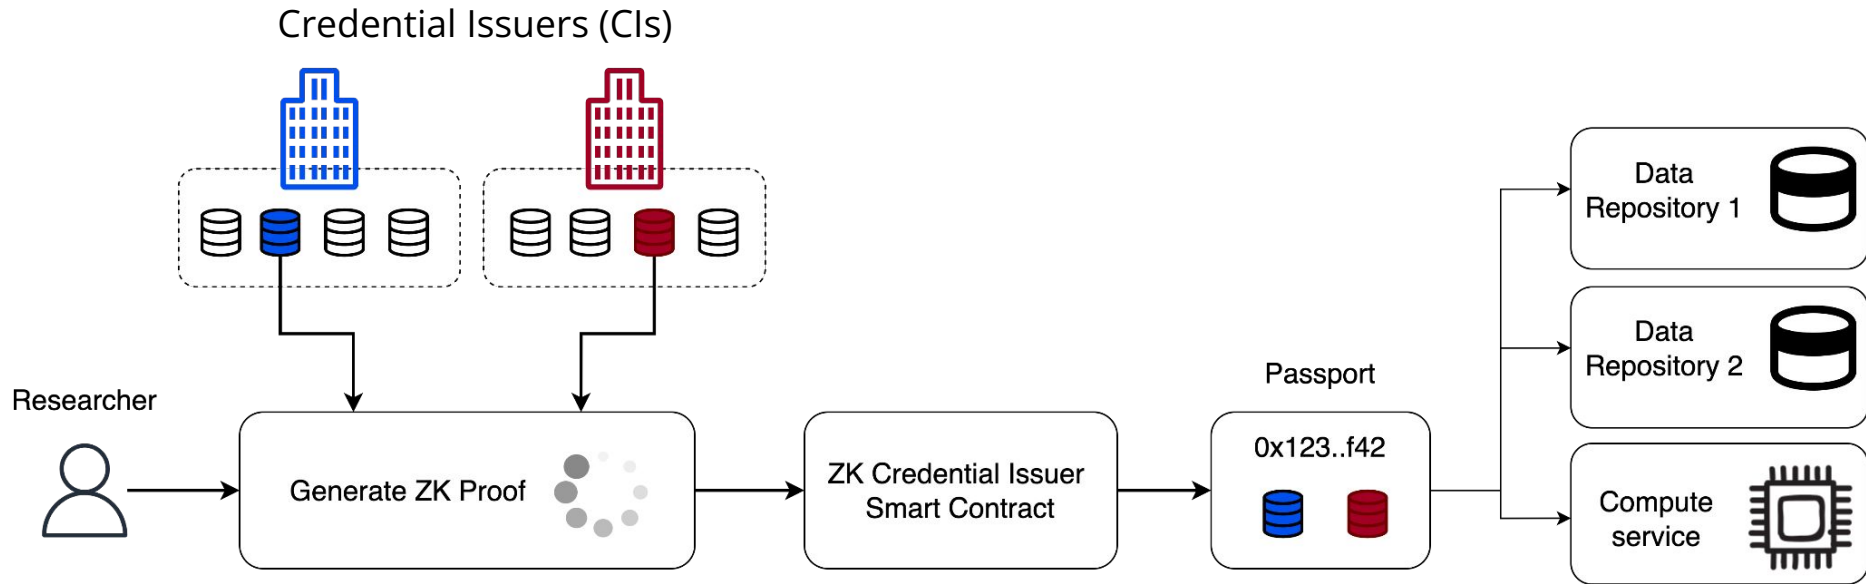 Credential Issuers (CIs)
Researcher
Generate ZK Proof
ZK Credential Issuer
Smart Contract
Passport
0x123..f42
Data
Repository 1
Data
Repository 2
Compute
service